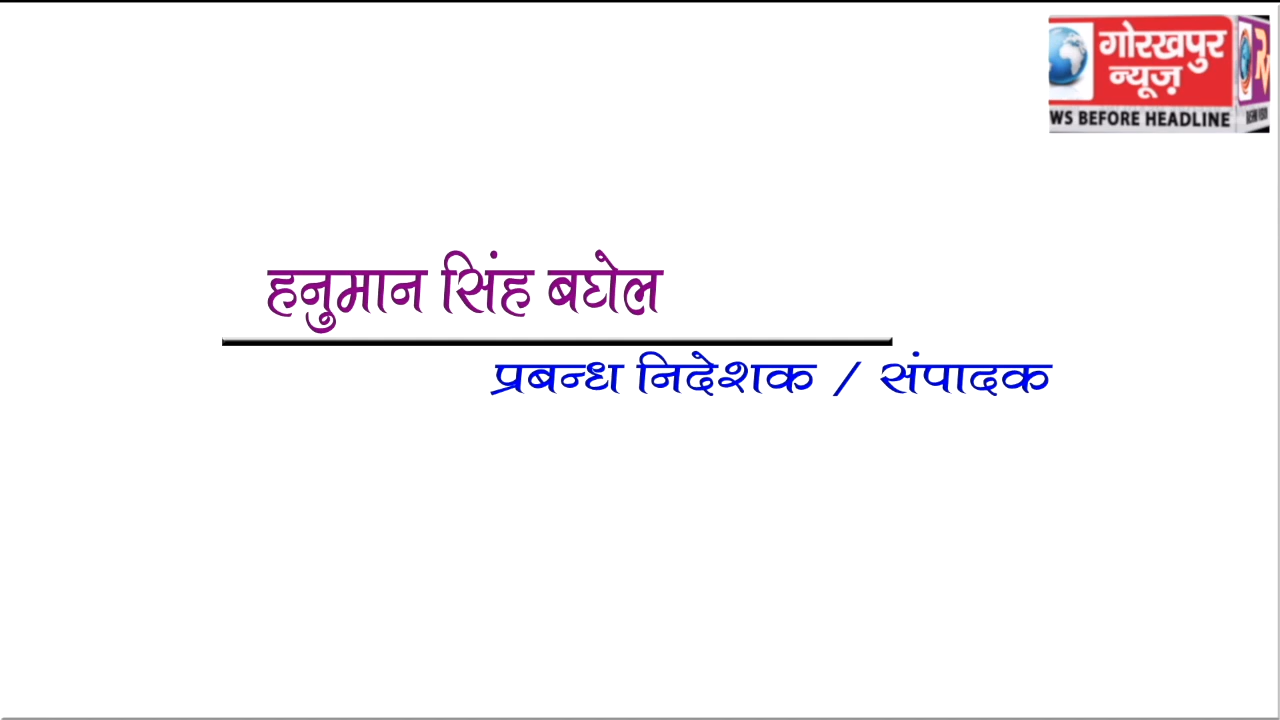 गोरखपुर
न्यूज़
WS BEFORE HEADLINE
हनुमान सिंह बघेल
प्रबन्ध निदेशक / संपादक